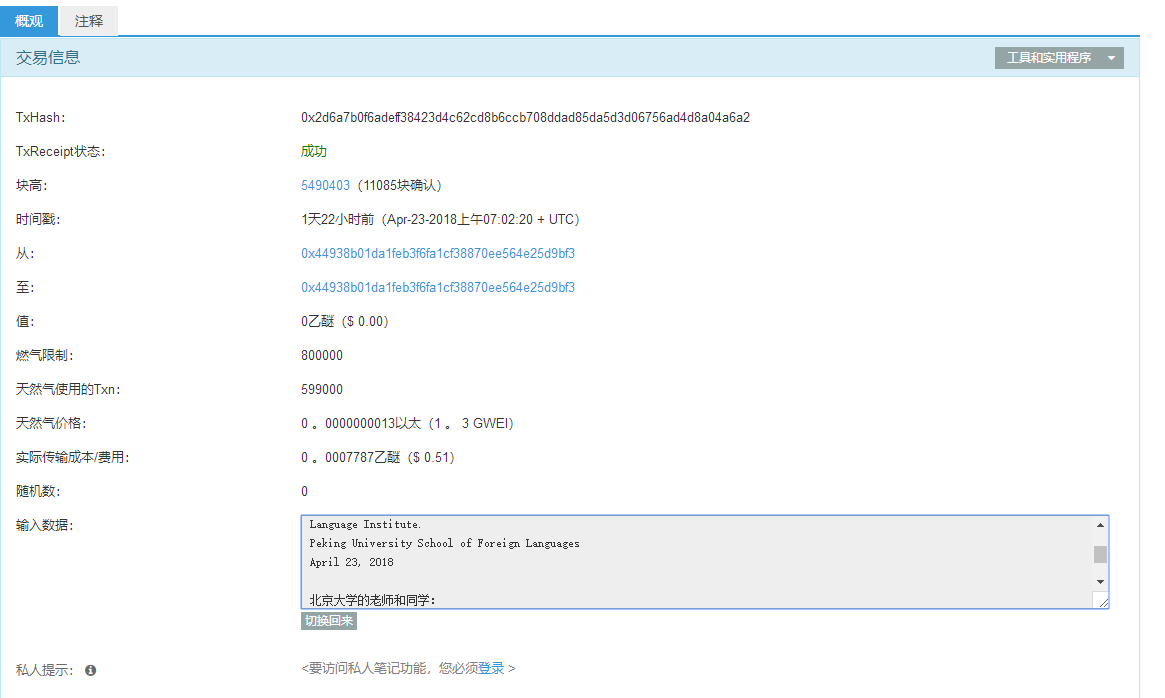 概观
注释
交易信息
工具和实用程序
TxHash: 0x2d6a7b0f6adeff38423d4c62cd8b6ccb708ddad85da5d3d06756ad4d8a04a6a2
TxReceipt状态: 成功
块高: 5490403（11085块确认）
时间戳: 1天22小时前（Apr-23-2018上午07:02:20 + UTC）
从: 0x44938b01da1feb3f6fa1cf38870ee564e25d9bf3
至: 0x44938b01da1feb3f6fa1cf38870ee564e25d9bf3
值: 0乙醚（$ 0.00）
燃气限制: 800000
天然气使用的Txn: 599000
天然气价格: 0 。0000000013以太（1 。 3 GWEI）
实际传输成本/费用: 0 。0007787乙醚（$ 0.51）
随机数: 0
输入数据: Language Institute.
Peking University School of Foreign Languages
April 23, 2018
北京大学的老师和同学：
切换回来
私人提示: <要访问私人笔记功能，您必须登录 >